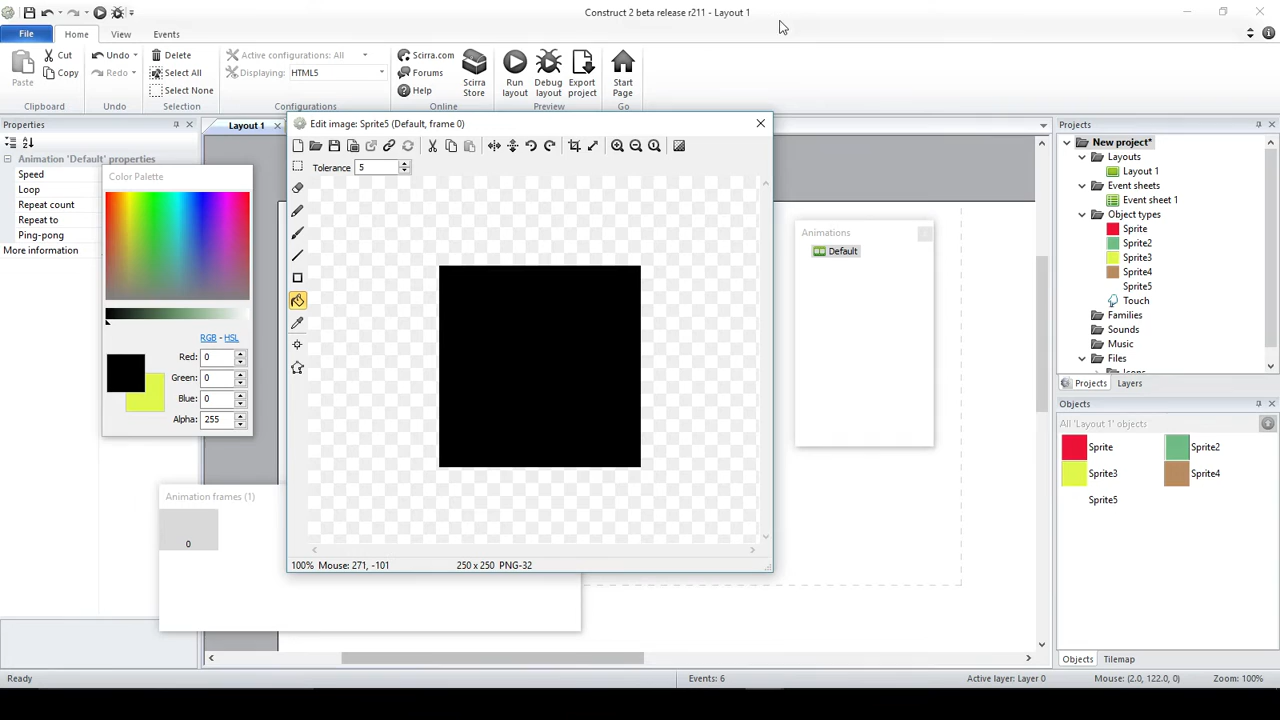 Construct 2 beta release r211 - Layout 1
File Home View Events
Paste Cut Copy Clipboard
Undo Redo Undo
Delete Select All Select None Selection
Active configurations: All
Displaying: HTML5
Configurations
Scirra.com Forums Help Scirra Store Online
Run layout Debug layout Export project Preview
Start Page Go
Properties
Animation 'Default' properties
Speed
Loop
Repeat count
Repeat to
Ping-pong
More information
Color Palette
RGB - HSL
Red: 0
Green: 0
Blue: 0
Alpha: 255
Layout 1
Edit image: Sprite5 (Default, frame 0)
Tolerance 5
100% Mouse: 271, -101 250 x 250 PNG-32
Animation frames (1)
0
Animations
Default
Projects
New project*
Layouts
Layout 1
Event sheets
Event sheet 1
Object types
Sprite
Sprite2
Sprite3
Sprite4
Sprite5
Touch
Families
Sounds
Music
Files
Projects Layers
Objects
All 'Layout 1' objects
Sprite Sprite2
Sprite3 Sprite4
Sprite5
Objects Tilemap
Ready Events: 6 Active layer: Layer 0 Mouse: (2.0, 122.0, 0) Zoom: 100%